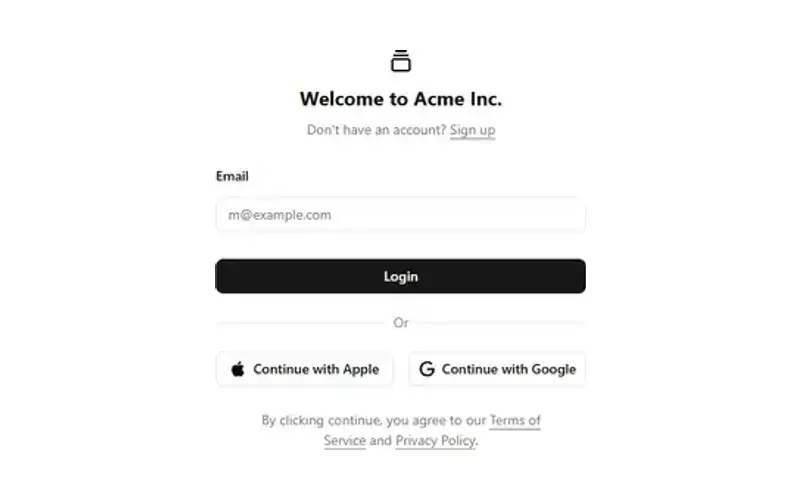 Welcome to Acme Inc.
Don't have an account? Sign up
Email
m@example.com
Login
Or
Continue with Apple
Continue with Google
By clicking continue, you agree to our Terms of
Service and Privacy Policy.